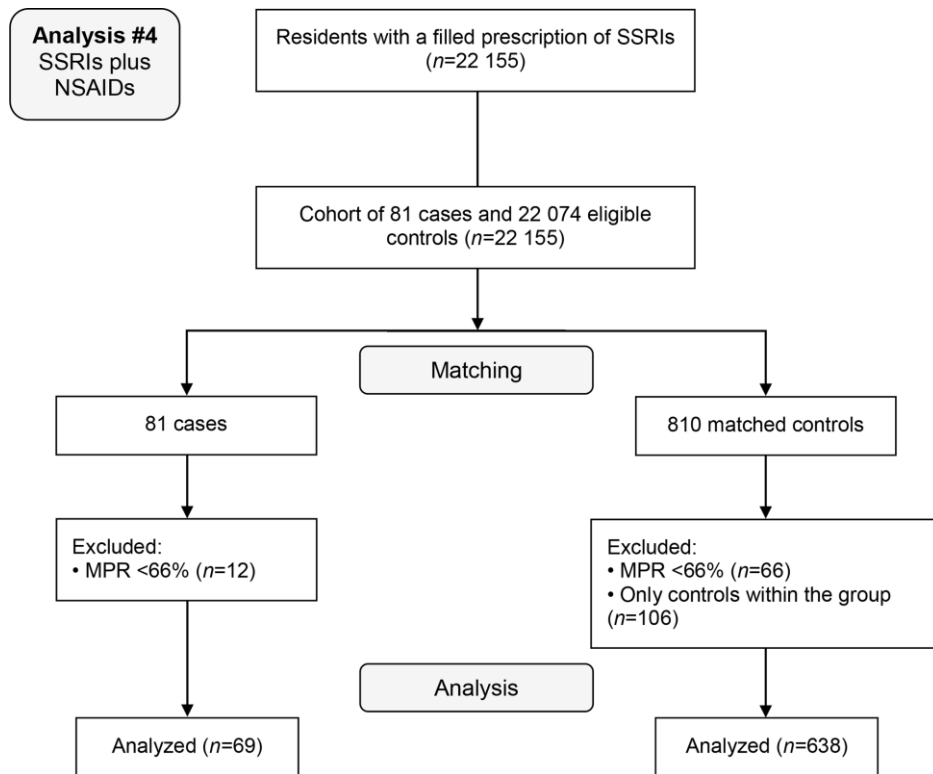 Analysis #4
SSRIs plus
NSAIDs
Residents with a filled prescription of SSRIs
(n=22 155)
Cohort of 81 cases and 22 074 eligible
controls (n=22 155)
Matching
81 cases
810 matched controls
Excluded:
• MPR <66% (n=12)
Excluded:
• MPR <66% (n=66)
• Only controls within the group
(n=106)
Analysis
Analyzed (n=69)
Analyzed (n=638)